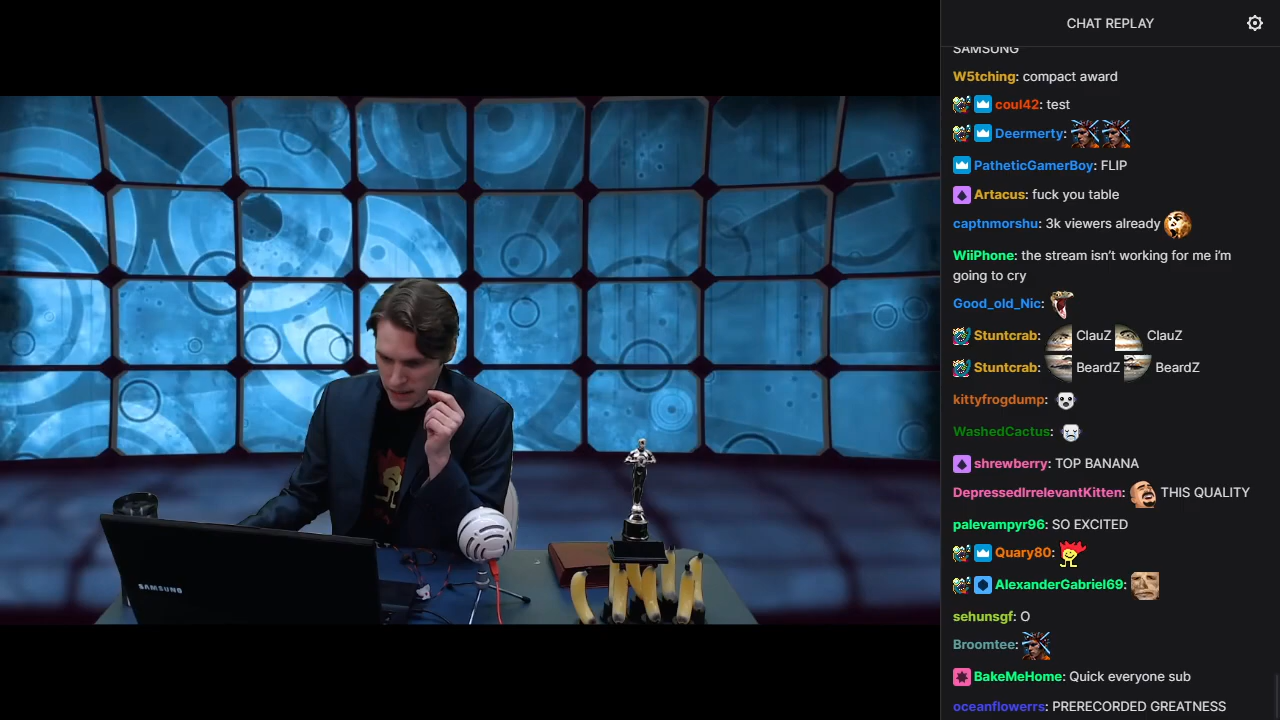 CHAT REPLAY
SAMSUNG
W5tching: compact award
coul42: test
Deermerty:
PatheticGamerBoy: FLIP
Artacus: fuck you table
captnmorshu: 3k viewers already
WiiPhone: the stream isn't working for me i'm
going to cry
Good_old_Nic:
Stuntcrab: ClauZ ClauZ
Stuntcrab: BeardZ BeardZ
kittyfrogdump:
WashedCactus:
shrewberry: TOP BANANA
DepressedIrrelevantKitten: THIS QUALITY
palevampyr96: SO EXCITED
Quary80:
AlexanderGabriel69:
sehunsgf: O
Broomtee:
BakeMeHome: Quick everyone sub
oceanflowerrs: PRERECORDED GREATNESS
SAMSUNG